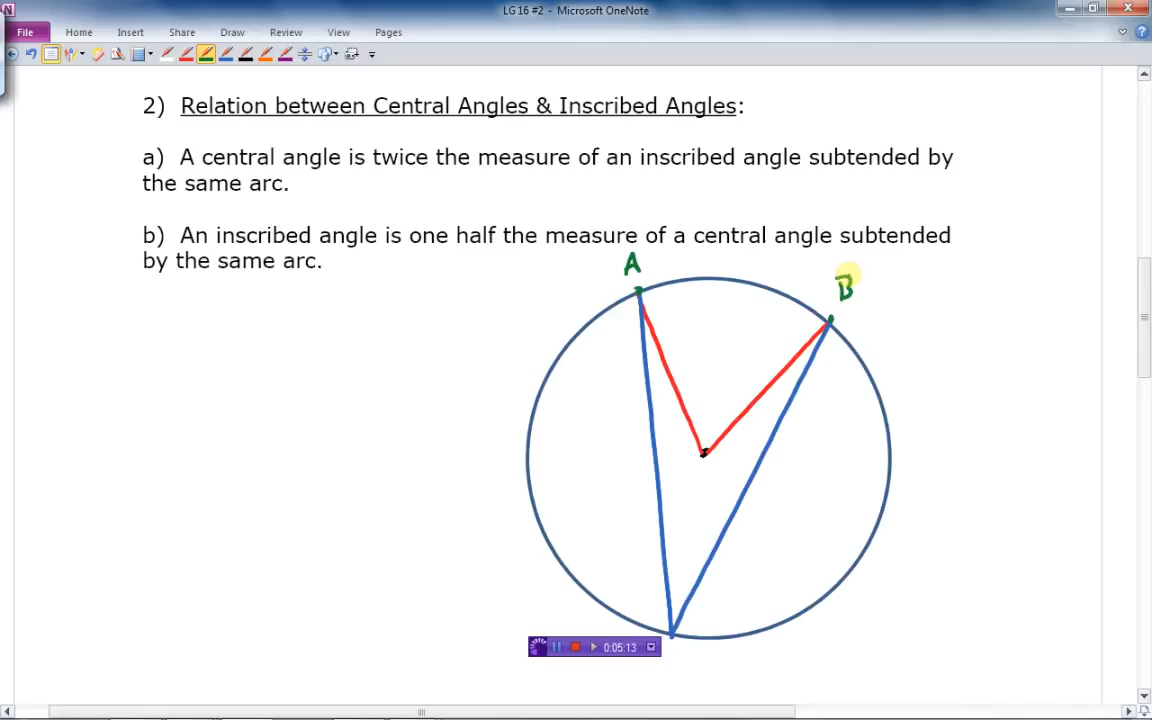 LG 16 #2 - Microsoft OneNote
File Home Insert Share Draw Review View Pages
2) Relation between Central Angles & Inscribed Angles:
a) A central angle is twice the measure of an inscribed angle subtended by
the same arc.
b) An inscribed angle is one half the measure of a central angle subtended
by the same arc.
A
B
0:05:13